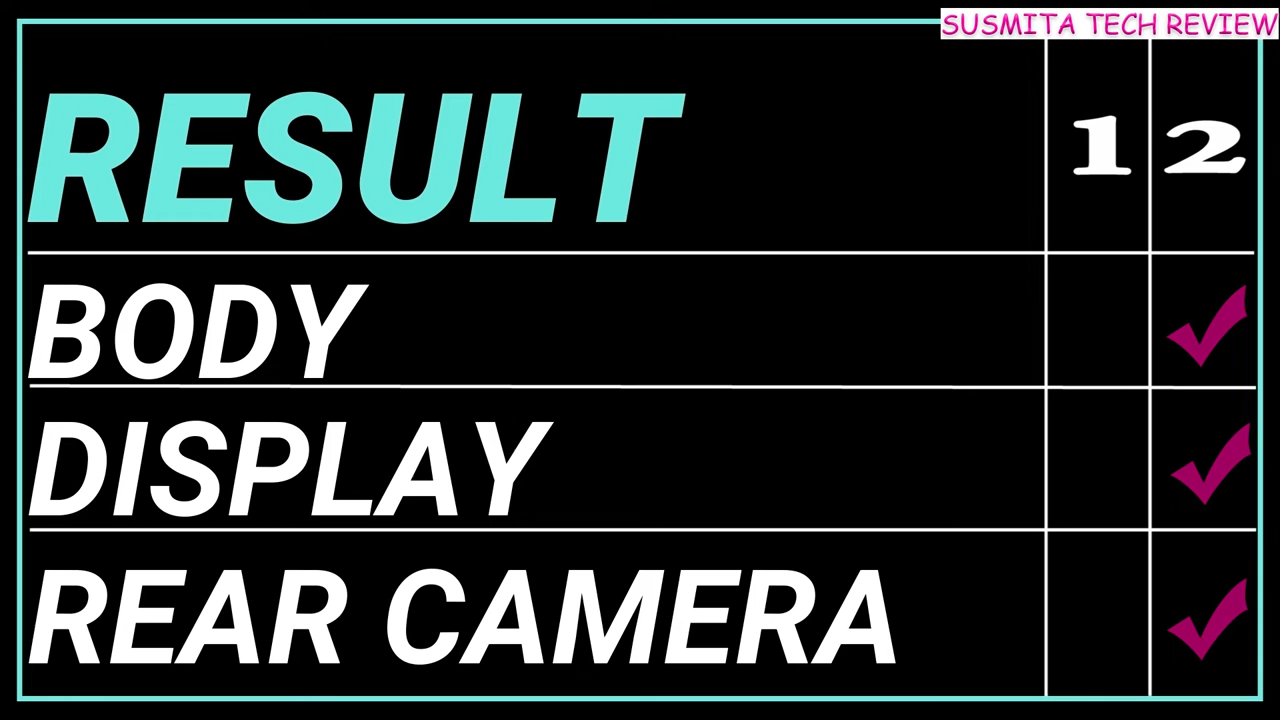 SUSMITA TECH REVIEW
RESULT 1 2
BODY ✓
DISPLAY ✓
REAR CAMERA ✓